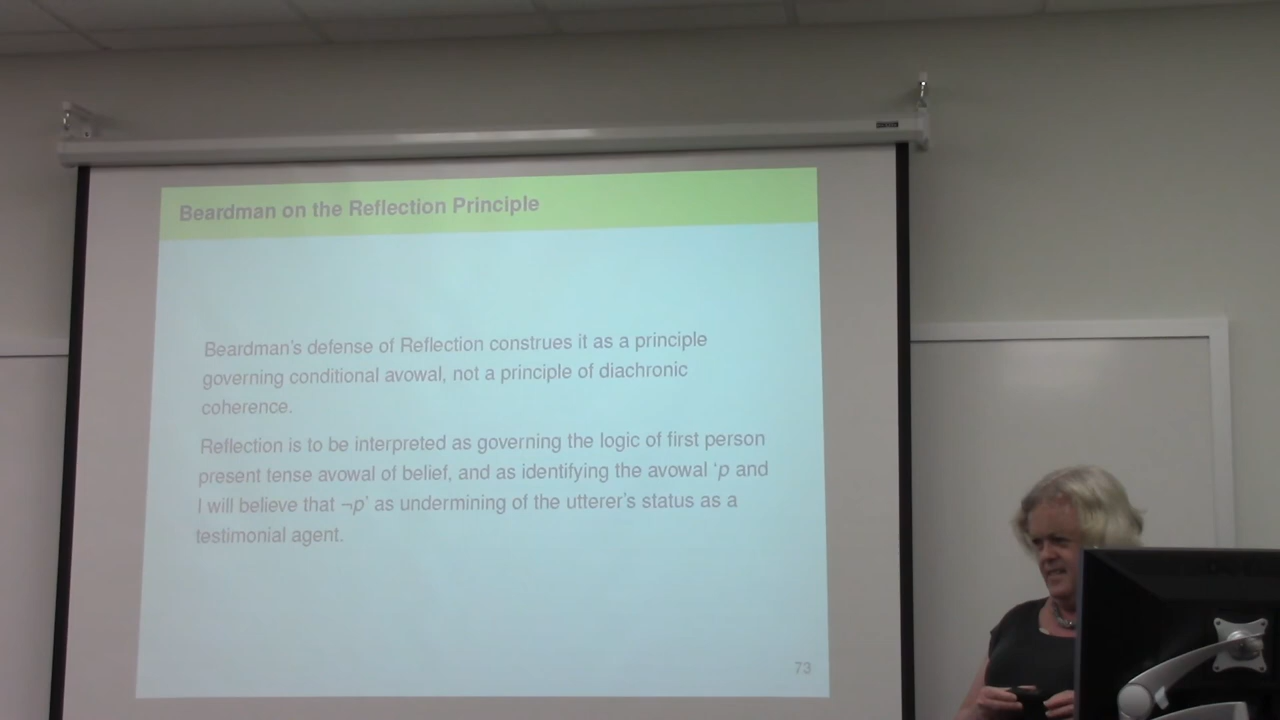 Beardman on the Reflection Principle
Beardman's defense of Reflection construes it as a principle
governing conditional avowal, not a principle of diachronic
coherence.
Reflection is to be interpreted as governing the logic of first person
present tense avowal of belief, and as identifying the avowal ‘p and
I will believe that ¬p’ as undermining of the utterer's status as a
testimonial agent.
73